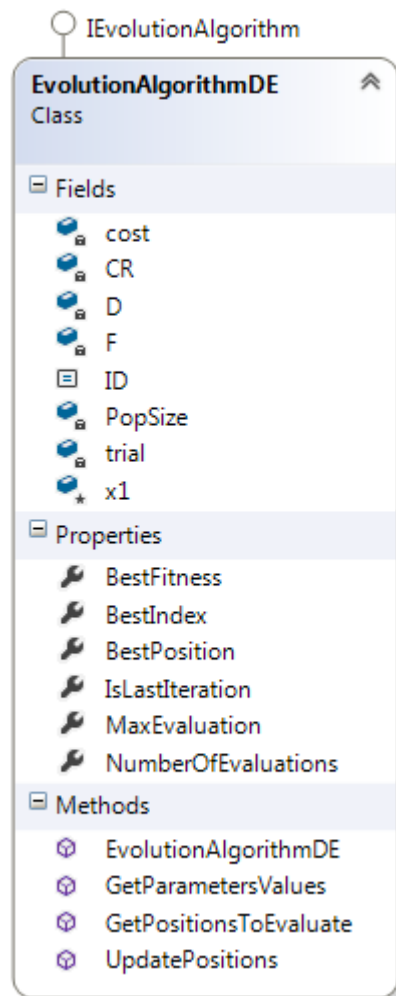 IEvolutionAlgorithm
EvolutionAlgorithmDE
Class
Fields
cost
CR
D
F
ID
PopSize
trial
x1
Properties
BestFitness
BestIndex
BestPosition
IsLastIteration
MaxEvaluation
NumberOfEvaluations
Methods
EvolutionAlgorithmDE
GetParametersValues
GetPositionsToEvaluate
UpdatePositions